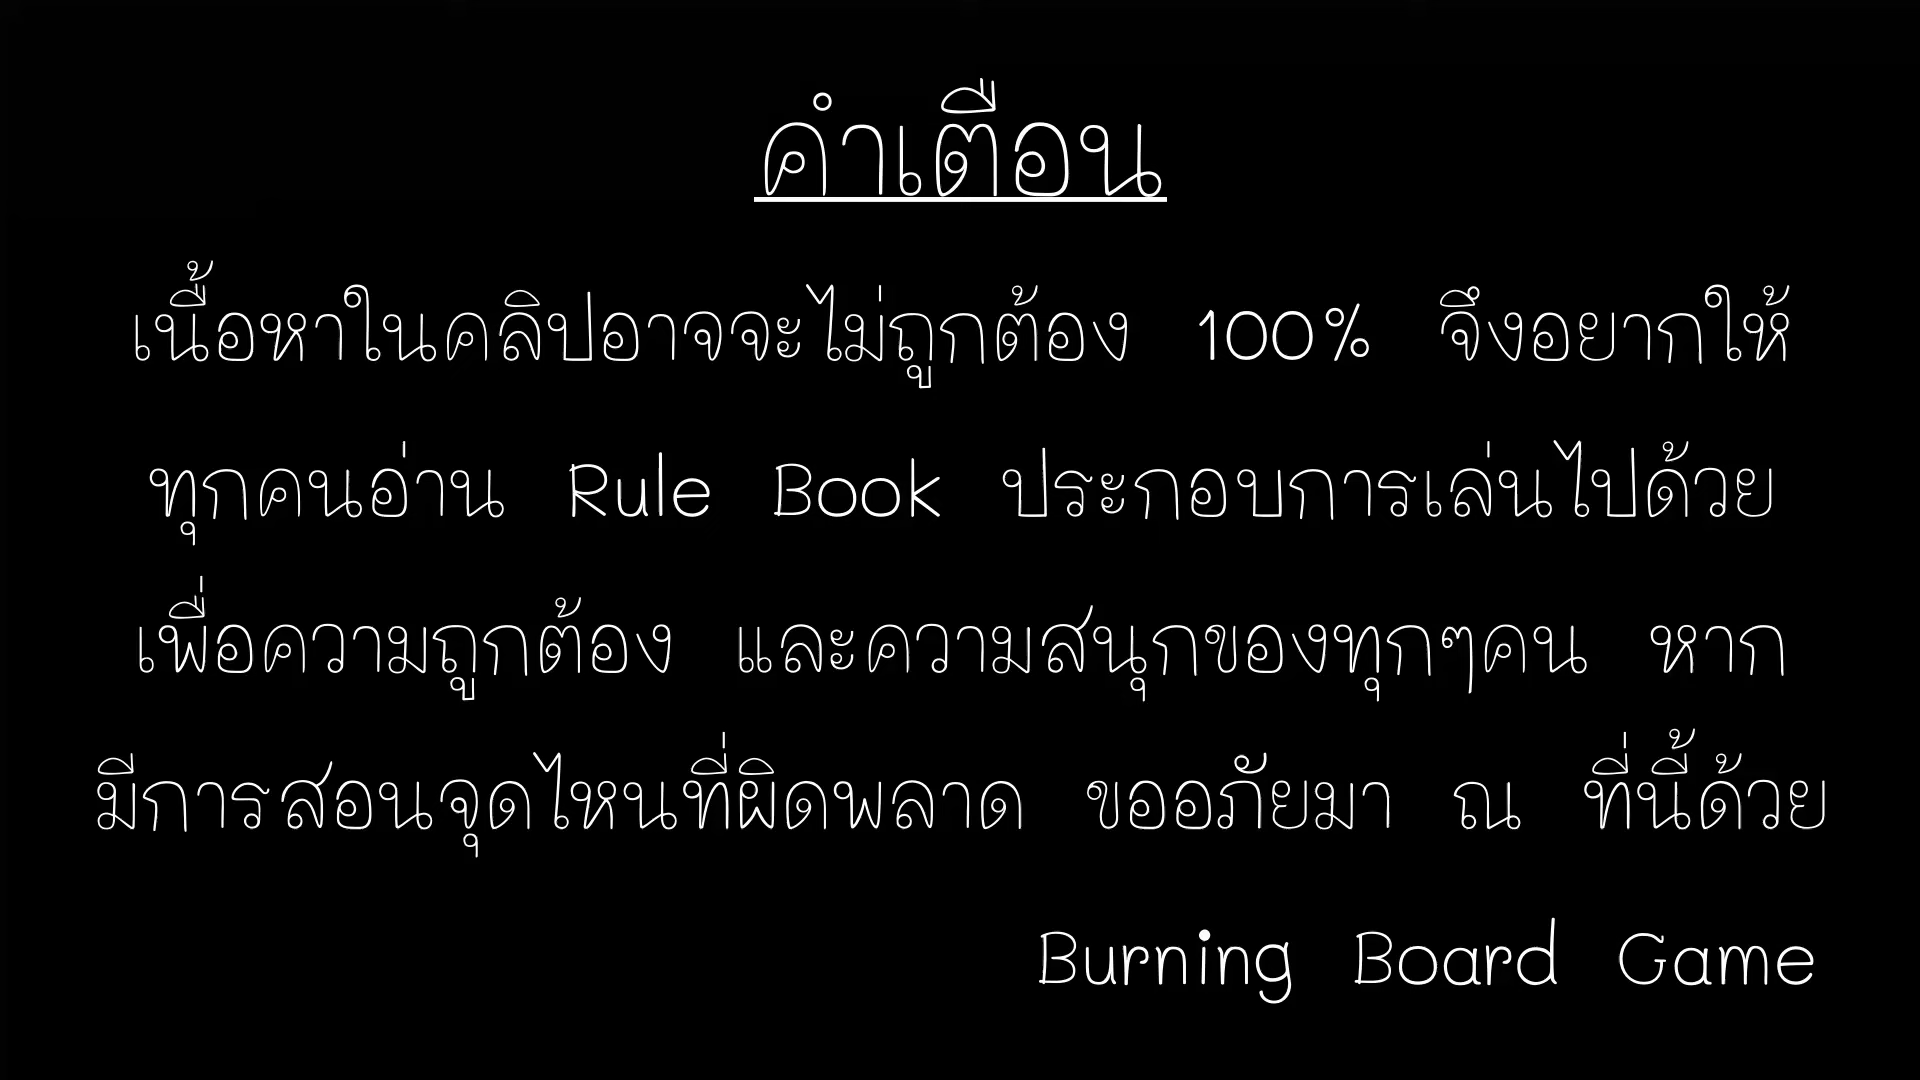 คำเตือน
เนื้อหาในคลิปอาจจะไม่ถูกต้อง 100% จึงอยากให้
ทุกคนอ่าน Rule Book ประกอบการเล่นไปด้วย
เพื่อความถูกต้อง และความสนุกของทุกๆคน หาก
มีการสอนจุดไหนที่ผิดพลาด ขออภัยมา ณ ที่นี้ด้วย
Burning Board Game